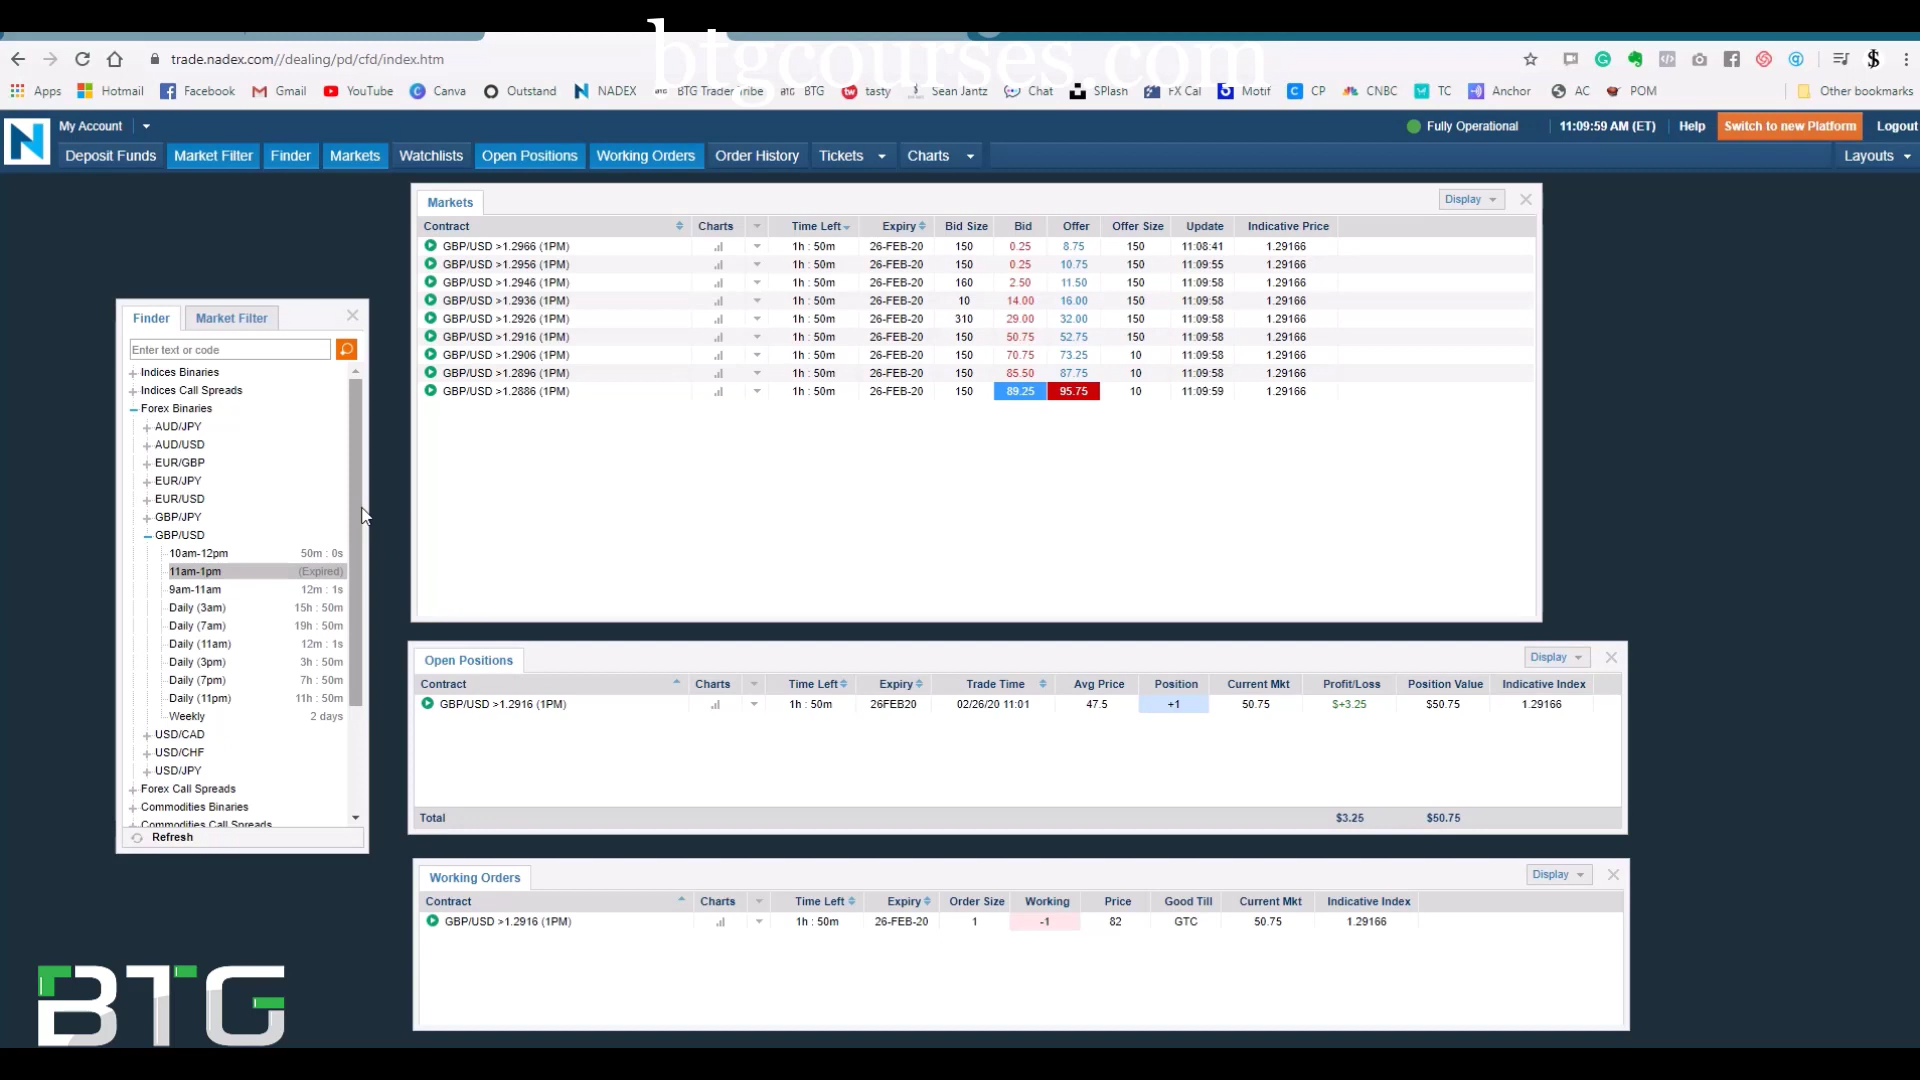 btgcourses.com
trade.nadex.com//dealing/pd/cfd/index.htm
Apps Hotmail Facebook Gmail YouTube Canva Outstand NADEX BTG Trader Tribe BTG tasty Sean Jantz Chat SPlash FX Cal Motif CP CNBC TC Anchor AC POM Other bookmarks
My Account Fully Operational 11:09:59 AM (ET) Help Switch to new Platform Logout
Deposit Funds Market Filter Finder Markets Watchlists Open Positions Working Orders Order History Tickets Charts Layouts
Markets Display
Contract Charts Time Left Expiry Bid Size Bid Offer Offer Size Update Indicative Price
GBP/USD >1.2966 (1PM) 1h : 50m 26-FEB-20 150 0.25 8.75 150 11:08:41 1.29166
GBP/USD >1.2956 (1PM) 1h : 50m 26-FEB-20 150 0.25 10.75 150 11:09:55 1.29166
GBP/USD >1.2946 (1PM) 1h : 50m 26-FEB-20 160 2.50 11.50 150 11:09:58 1.29166
GBP/USD >1.2936 (1PM) 1h : 50m 26-FEB-20 10 14.00 16.00 150 11:09:58 1.29166
GBP/USD >1.2926 (1PM) 1h : 50m 26-FEB-20 310 29.00 32.00 150 11:09:58 1.29166
GBP/USD >1.2916 (1PM) 1h : 50m 26-FEB-20 150 50.75 52.75 150 11:09:58 1.29166
GBP/USD >1.2906 (1PM) 1h : 50m 26-FEB-20 150 70.75 73.25 10 11:09:58 1.29166
GBP/USD >1.2896 (1PM) 1h : 50m 26-FEB-20 150 85.50 87.75 10 11:09:58 1.29166
GBP/USD >1.2886 (1PM) 1h : 50m 26-FEB-20 150 89.25 95.75 10 11:09:59 1.29166
Finder Market Filter
Enter text or code
Indices Binaries
Indices Call Spreads
Forex Binaries
AUD/JPY
AUD/USD
EUR/GBP
EUR/JPY
EUR/USD
GBP/JPY
GBP/USD
10am-12pm 50m : 0s
11am-1pm (Expired)
9am-11am 12m : 1s
Daily (3am) 15h : 50m
Daily (7am) 19h : 50m
Daily (11am) 12m : 1s
Daily (3pm) 3h : 50m
Daily (7pm) 7h : 50m
Daily (11pm) 11h : 50m
Weekly 2 days
USD/CAD
USD/CHF
USD/JPY
Forex Call Spreads
Commodities Binaries
Commodities Call Spreads
Refresh
Open Positions Display
Contract Charts Time Left Expiry Trade Time Avg Price Position Current Mkt Profit/Loss Position Value Indicative Index
GBP/USD >1.2916 (1PM) 1h : 50m 26FEB20 02/26/20 11:01 47.5 +1 50.75 $+3.25 $50.75 1.29166
Total $3.25 $50.75
Working Orders Display
Contract Charts Time Left Expiry Order Size Working Price Good Till Current Mkt Indicative Index
GBP/USD >1.2916 (1PM) 1h : 50m 26-FEB-20 1 -1 82 GTC 50.75 1.29166
BTG